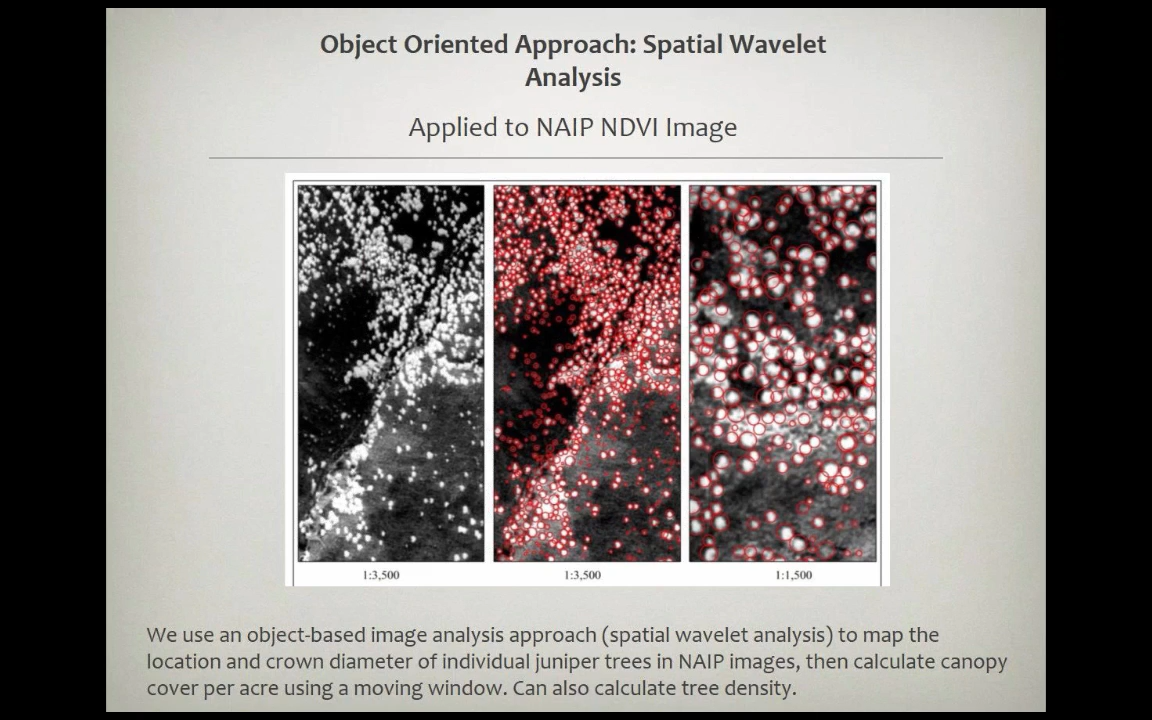 Object Oriented Approach: Spatial Wavelet
Analysis
Applied to NAIP NDVI Image
1:3,500
1:3,500
1:1,500
We use an object-based image analysis approach (spatial wavelet analysis) to map the
location and crown diameter of individual juniper trees in NAIP images, then calculate canopy
cover per acre using a moving window. Can also calculate tree density.